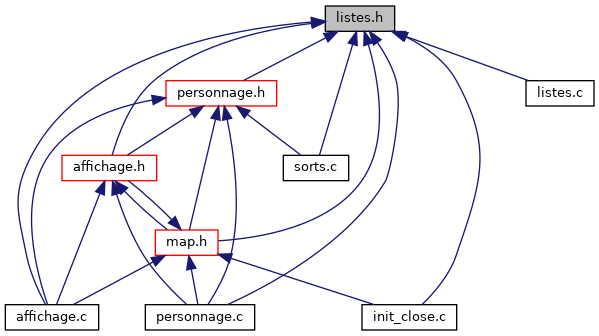 listes.h
personnage.h
listes.c
affichage.h
sorts.c
map.h
affichage.c
personnage.c
init_close.c